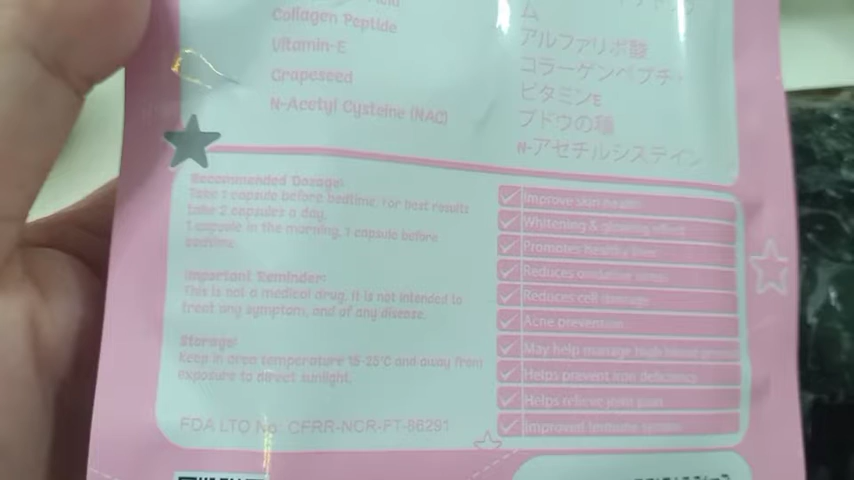 Collagen Peptide
Vitamin-E
Grapeseed
N-Acetyl Cysteine (NAC)
ム
アルファリポ酸
コラーゲンペプチ
ビタミンE
ブドウの種
N-アセチルシステイン
Recommended Dozage:
Take 1 capsule before bedtime. For best results
take 2 capsules a day.
1 capsule in the morning, 1 capsule before
bedtime.
Important Reminder:
This is not a medical drug. It is not intended to
treat any symptom, and of any disease.
Storage:
Keep in area temperature 15-25°C and away from
exposure to direct sunlight.
FDA LTO No: CFRR-NCR-FT-86291
Improve skin health
Whitening & glowing effect
Promotes healthy liver
Reduces oxidative stress
Reduces cell damage
Acne prevention
May help manage high blood
Helps prevent iron deficiency
Helps relieve joint pain
Improved immune system